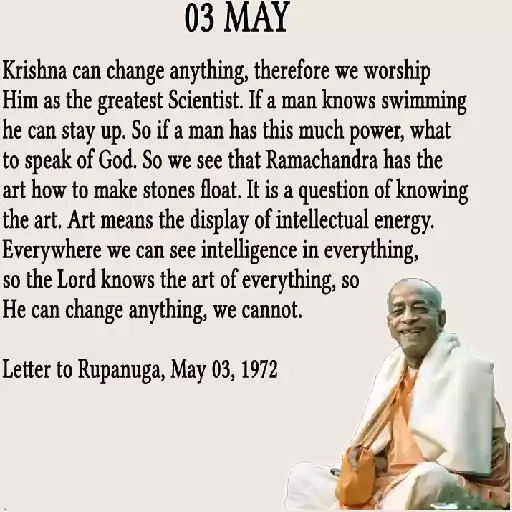 03 MAY
Krishna can change anything, therefore we worship
Him as the greatest Scientist. If a man knows swimming
he can stay up. So if a man has this much power, what
to speak of God. So we see that Ramachandra has the
art how to make stones float. It is a question of knowing
the art. Art means the display of intellectual energy.
Everywhere we can see intelligence in everything,
so the Lord knows the art of everything, so
He can change anything, we cannot.
Letter to Rupanuga, May 03, 1972